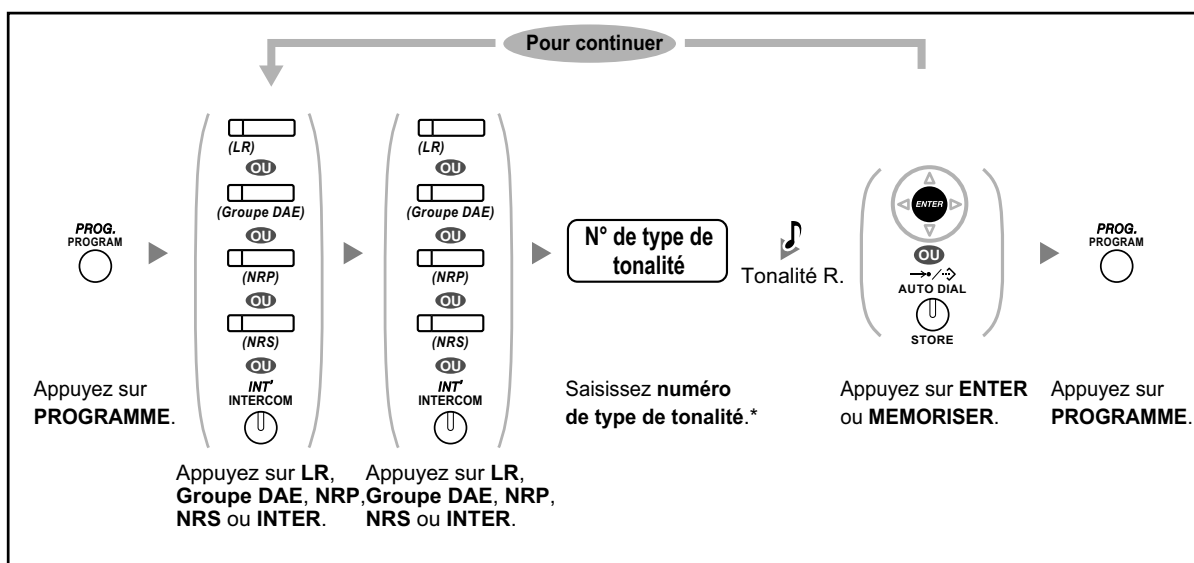 Pour continuer
PROG.
PROGRAM
Appuyez sur
PROGRAMME.
(LR)
OU
(Groupe DAE)
OU
(NRP)
OU
(NRS)
OU
INT'
INTERCOM
Appuyez sur LR,
Groupe DAE, NRP,
NRS ou INTER.
(LR)
OU
(Groupe DAE)
OU
(NRP)
OU
(NRS)
OU
INT'
INTERCOM
Appuyez sur LR,
Groupe DAE, NRP,
NRS ou INTER.
N° de type de
tonalité
Saisissez numéro
de type de tonalité.*
Tonalité R.
ENTER
OU
AUTO DIAL
STORE
Appuyez sur ENTER
ou MEMORISER.
PROG.
PROGRAM
Appuyez sur
PROGRAMME.